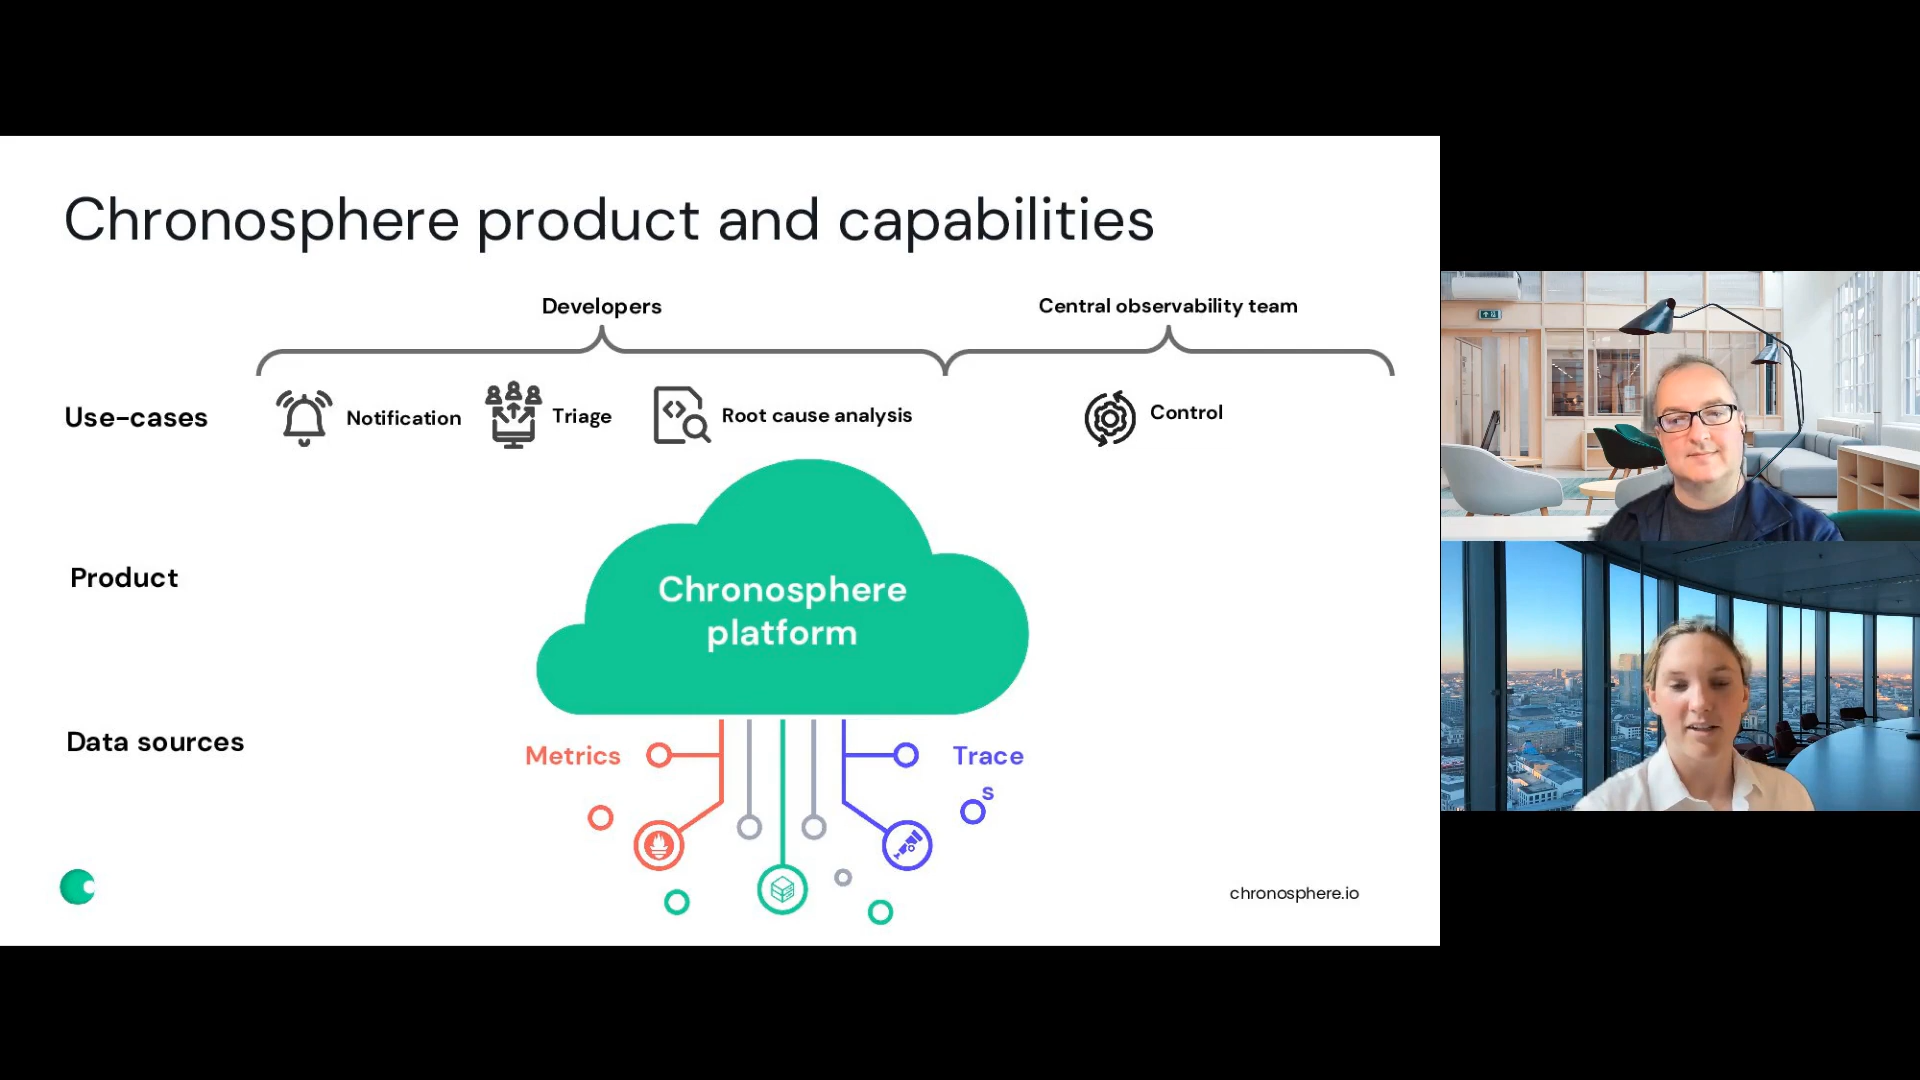 Chronosphere product and capabilities
Developers
Central observability team
Use-cases
Notification
Triage
Root cause analysis
Control
Product
Chronosphere
platform
Data sources
Metrics
Trace
s
chronosphere.io